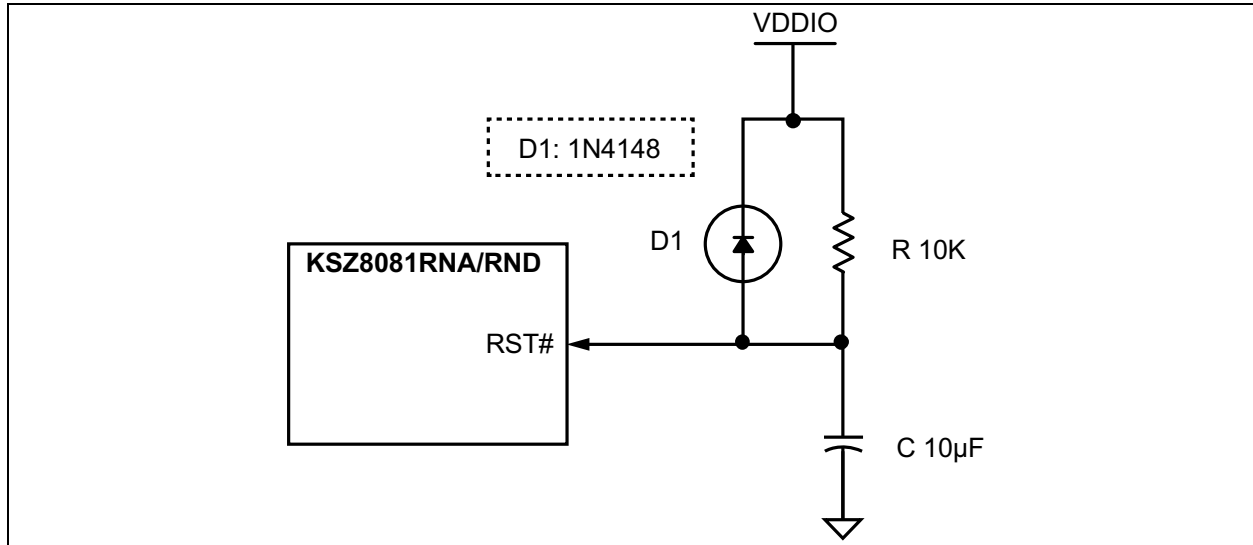 VDDIO
D1: 1N4148
D1
R 10K
KSZ8081RNA/RND
RST#
C 10µF